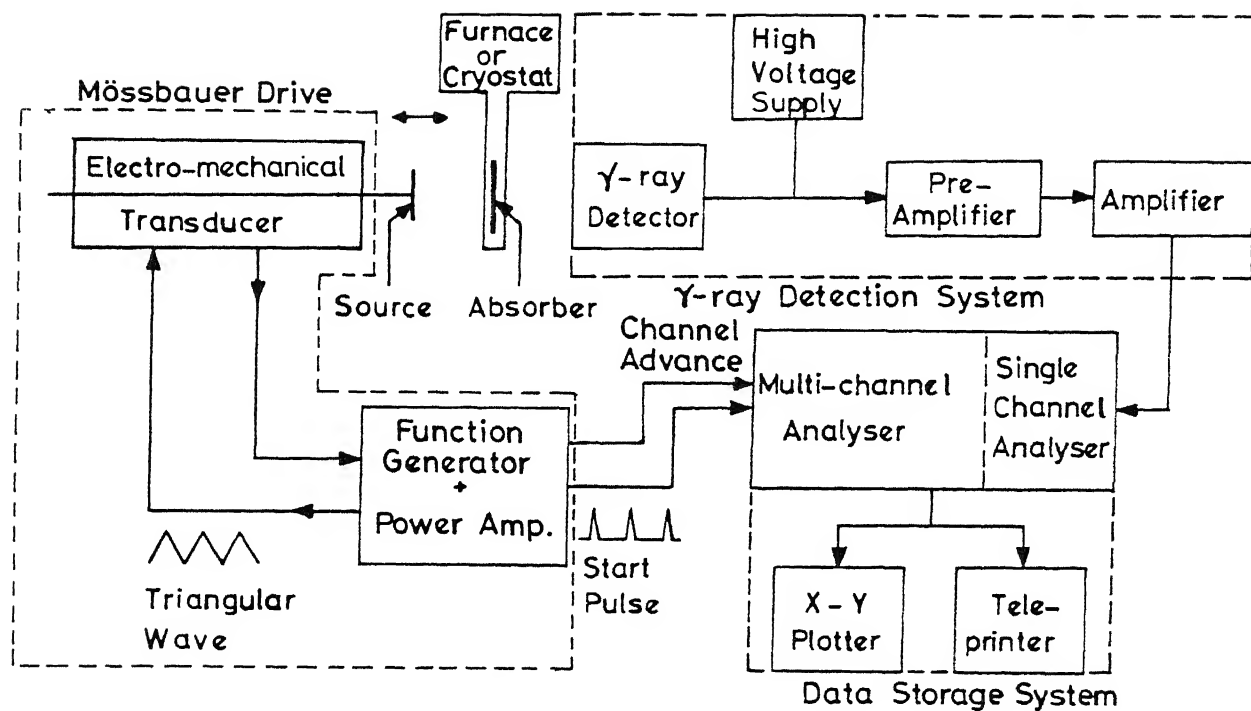 Mössbauer Drive
Furnace
or
Cryostat
High
Voltage
Supply
Electro-mechanical
Transducer
γ-ray
Detector
Pre-
Amplifier
Amplifier
Source
Absorber
γ-ray Detection System
Channel
Advance
Multi-channel
Analyser
Single
Channel
Analyser
Function
Generator
+
Power Amp.
Triangular
Wave
Start
Pulse
X-Y
Plotter
Tele-
printer
Data Storage System